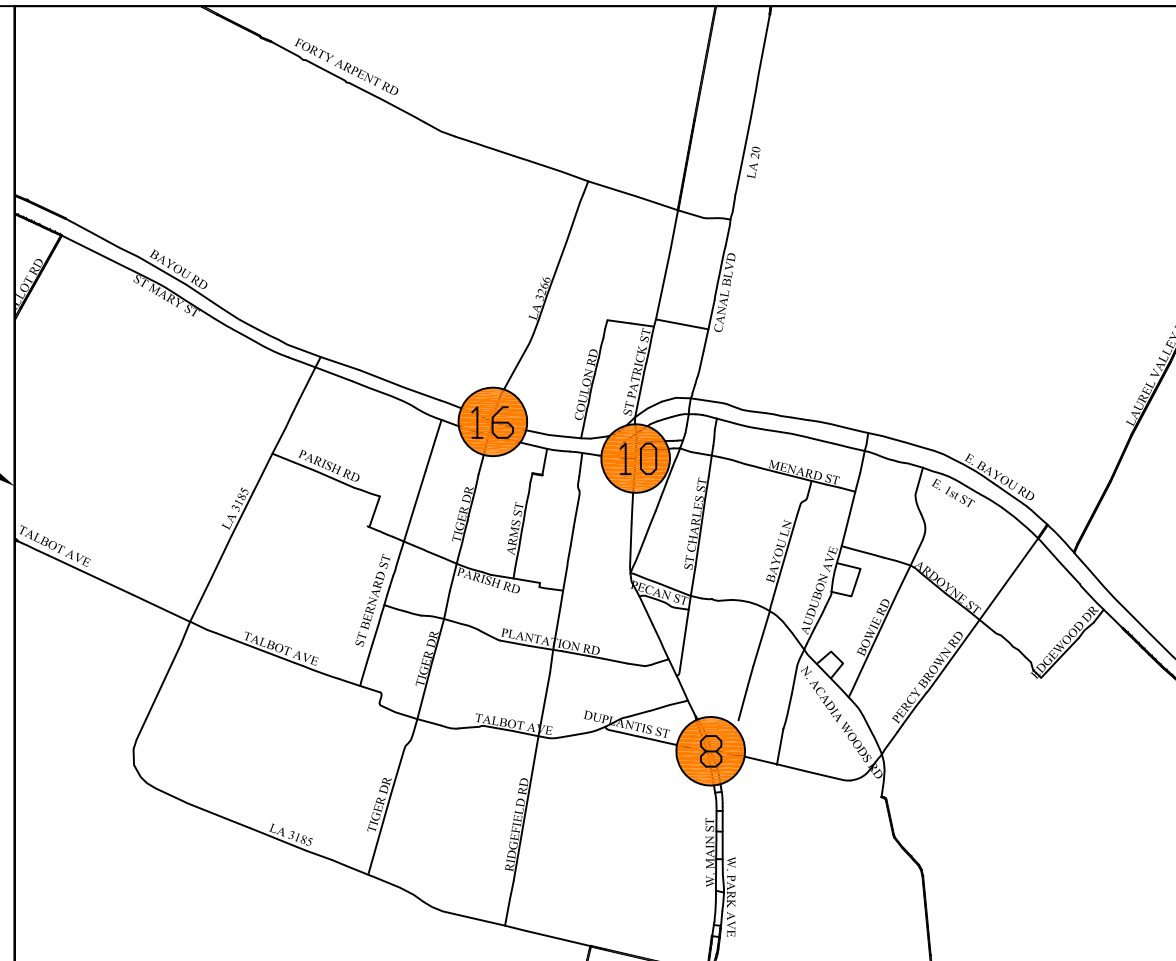 FORTY ARPENT RD
LA 20
BAYOU RD
ST MARY ST
LA 3266
CANAL BLVD
COULON RD
ST PATRICK ST
LAUREL VALLEY
16
10
PARISH RD
LA 3185
TIGER DR
ARMS ST
ST CHARLES ST
MENARD ST
E. BAYOU RD
E. 1st ST
TALBOT AVE
ST BERNARD ST
PARISH RD
PECAN ST
BAYOU LN
AUDUBON AVE
ARDOYNE ST
BOWIE RD
TALBOT AVE
TIGER DR
PLANTATION RD
N. ACADIA WOODS RD
PERCY BROWN RD
TALBOT AVE
DUPLANTIS ST
8
TIGER DR
LA 3185
RIDGEFIELD RD
W. MAIN ST
W. PARK AVE